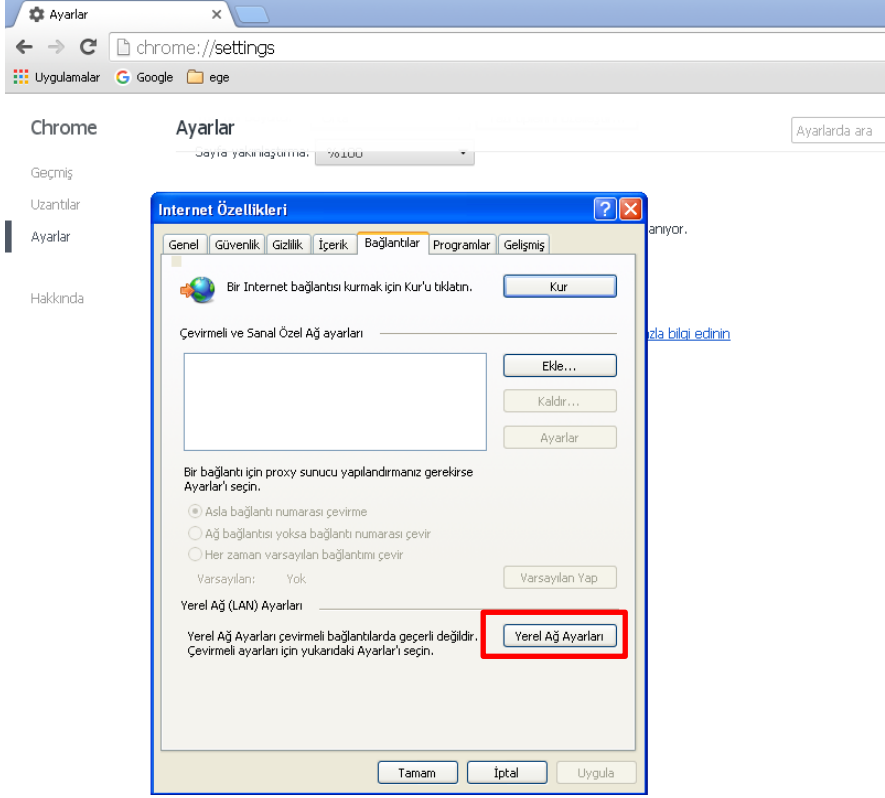 Ayarlar
chrome://settings
Uygulamalar Google ege
Chrome
Ayarlar
Ayarlarda ara
Sayfa yakınlaştırma: %100
Geçmiş
Uzantılar
Ayarlar
Hakkında
anıyor.
zla bilgi edinin
Internet Özellikleri
Genel Güvenlik Gizlilik İçerik Bağlantılar Programlar Gelişmiş
Bir Internet bağlantısı kurmak için Kur'u tıklatın.
Kur
Çevirmeli ve Sanal Özel Ağ ayarları
Ekle...
Kaldır...
Ayarlar
Bir bağlantı için proxy sunucu yapılandırmanız gerekirse
Ayarlar'ı seçin.
Asla bağlantı numarası çevirme
Ağ bağlantısı yoksa bağlantı numarası çevir
Her zaman varsayılan bağlantımı çevir
Varsayılan: Yok
Varsayılan Yap
Yerel Ağ (LAN) Ayarları
Yerel Ağ Ayarları çevirmeli bağlantılarda geçerli değildir.
Çevirmeli ayarları için yukarıdaki Ayarlar'ı seçin.
Yerel Ağ Ayarları
Tamam İptal Uygula